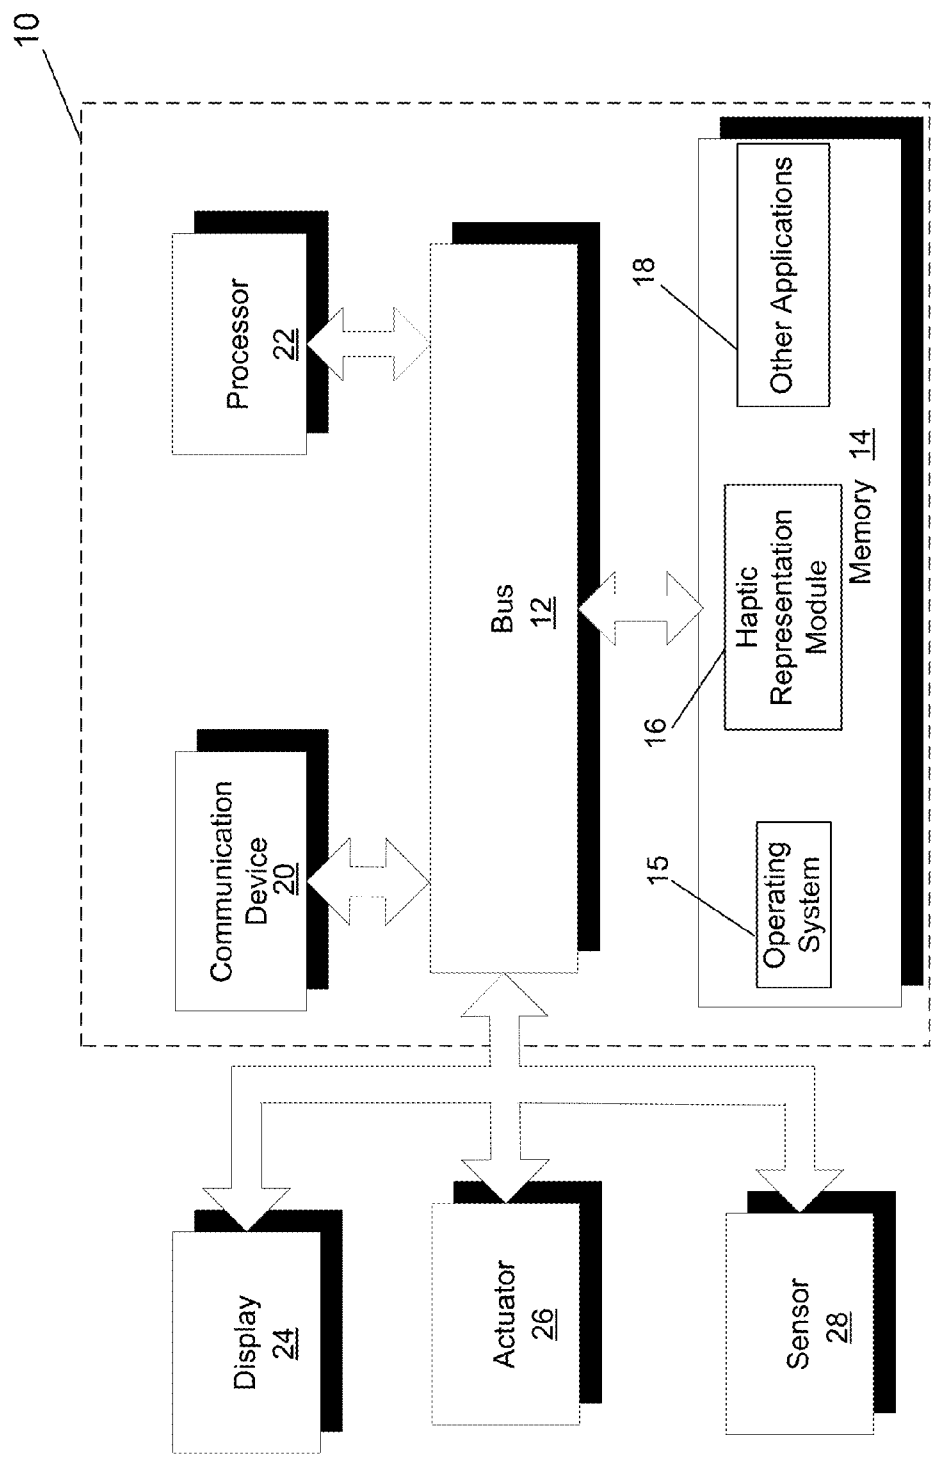 10
Communication
Device
20
Processor
22
Display
24
Bus
12
Actuator
26
15
16
18
Operating
System
Haptic
Representation
Module
Other Applications
Memory
14
Sensor
28